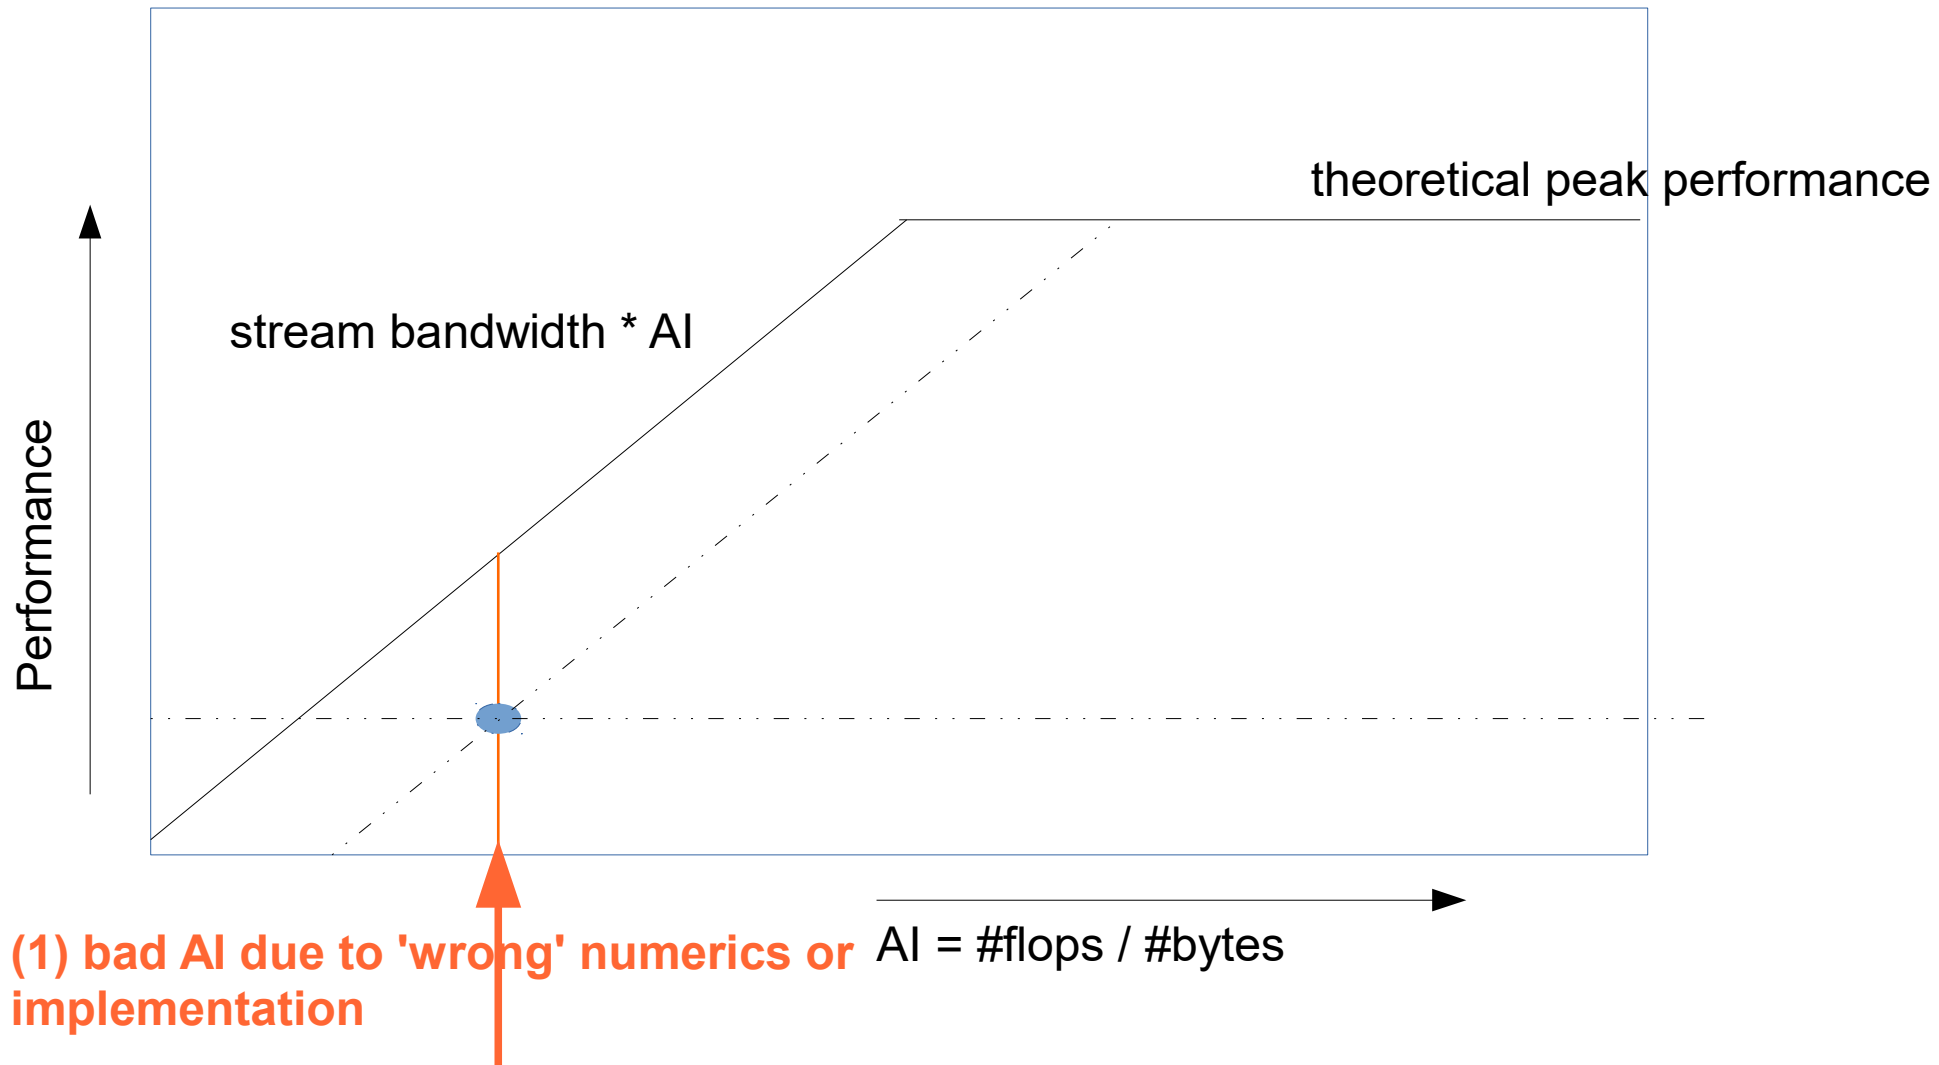 theoretical peak performance
stream bandwidth * AI
Performance
(1) bad AI due to 'wrong' numerics or
implementation
AI = #flops / #bytes